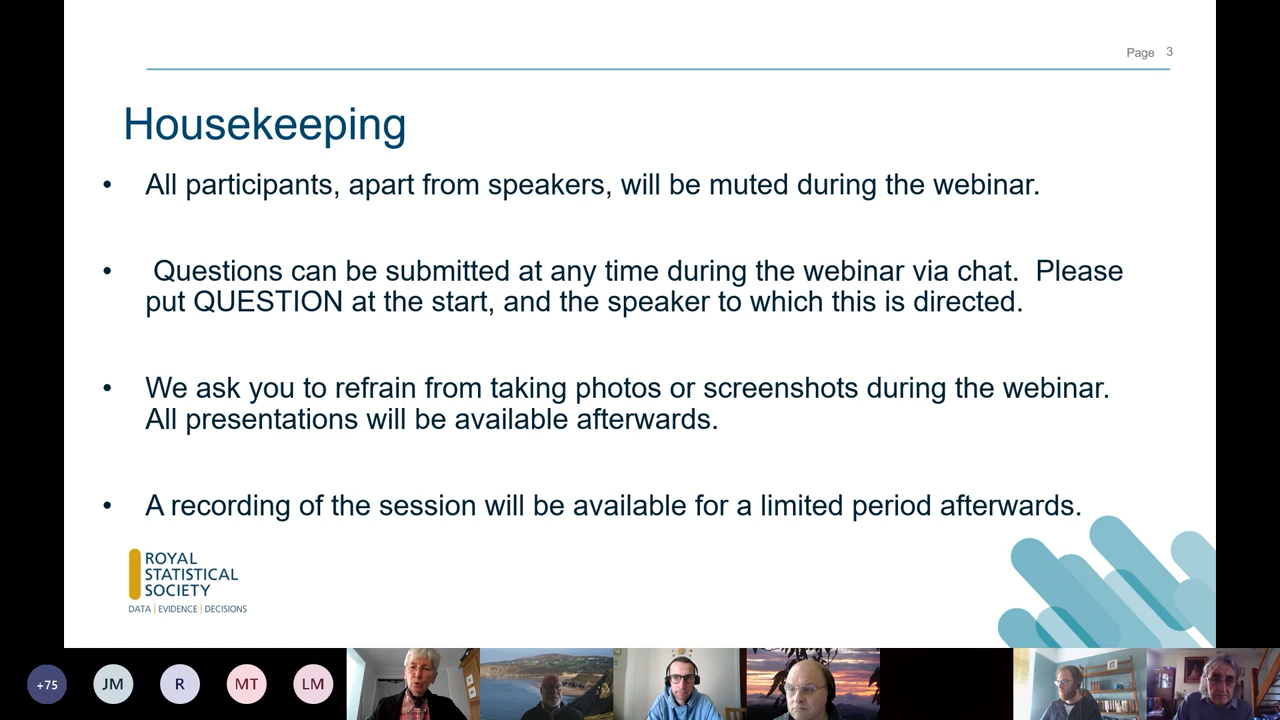 Page 3
Housekeeping
• All participants, apart from speakers, will be muted during the webinar.
• Questions can be submitted at any time during the webinar via chat. Please
put QUESTION at the start, and the speaker to which this is directed.
• We ask you to refrain from taking photos or screenshots during the webinar.
All presentations will be available afterwards.
• A recording of the session will be available for a limited period afterwards.
ROYAL
STATISTICAL
SOCIETY
DATA | EVIDENCE | DECISIONS
+75 JM R MT LM